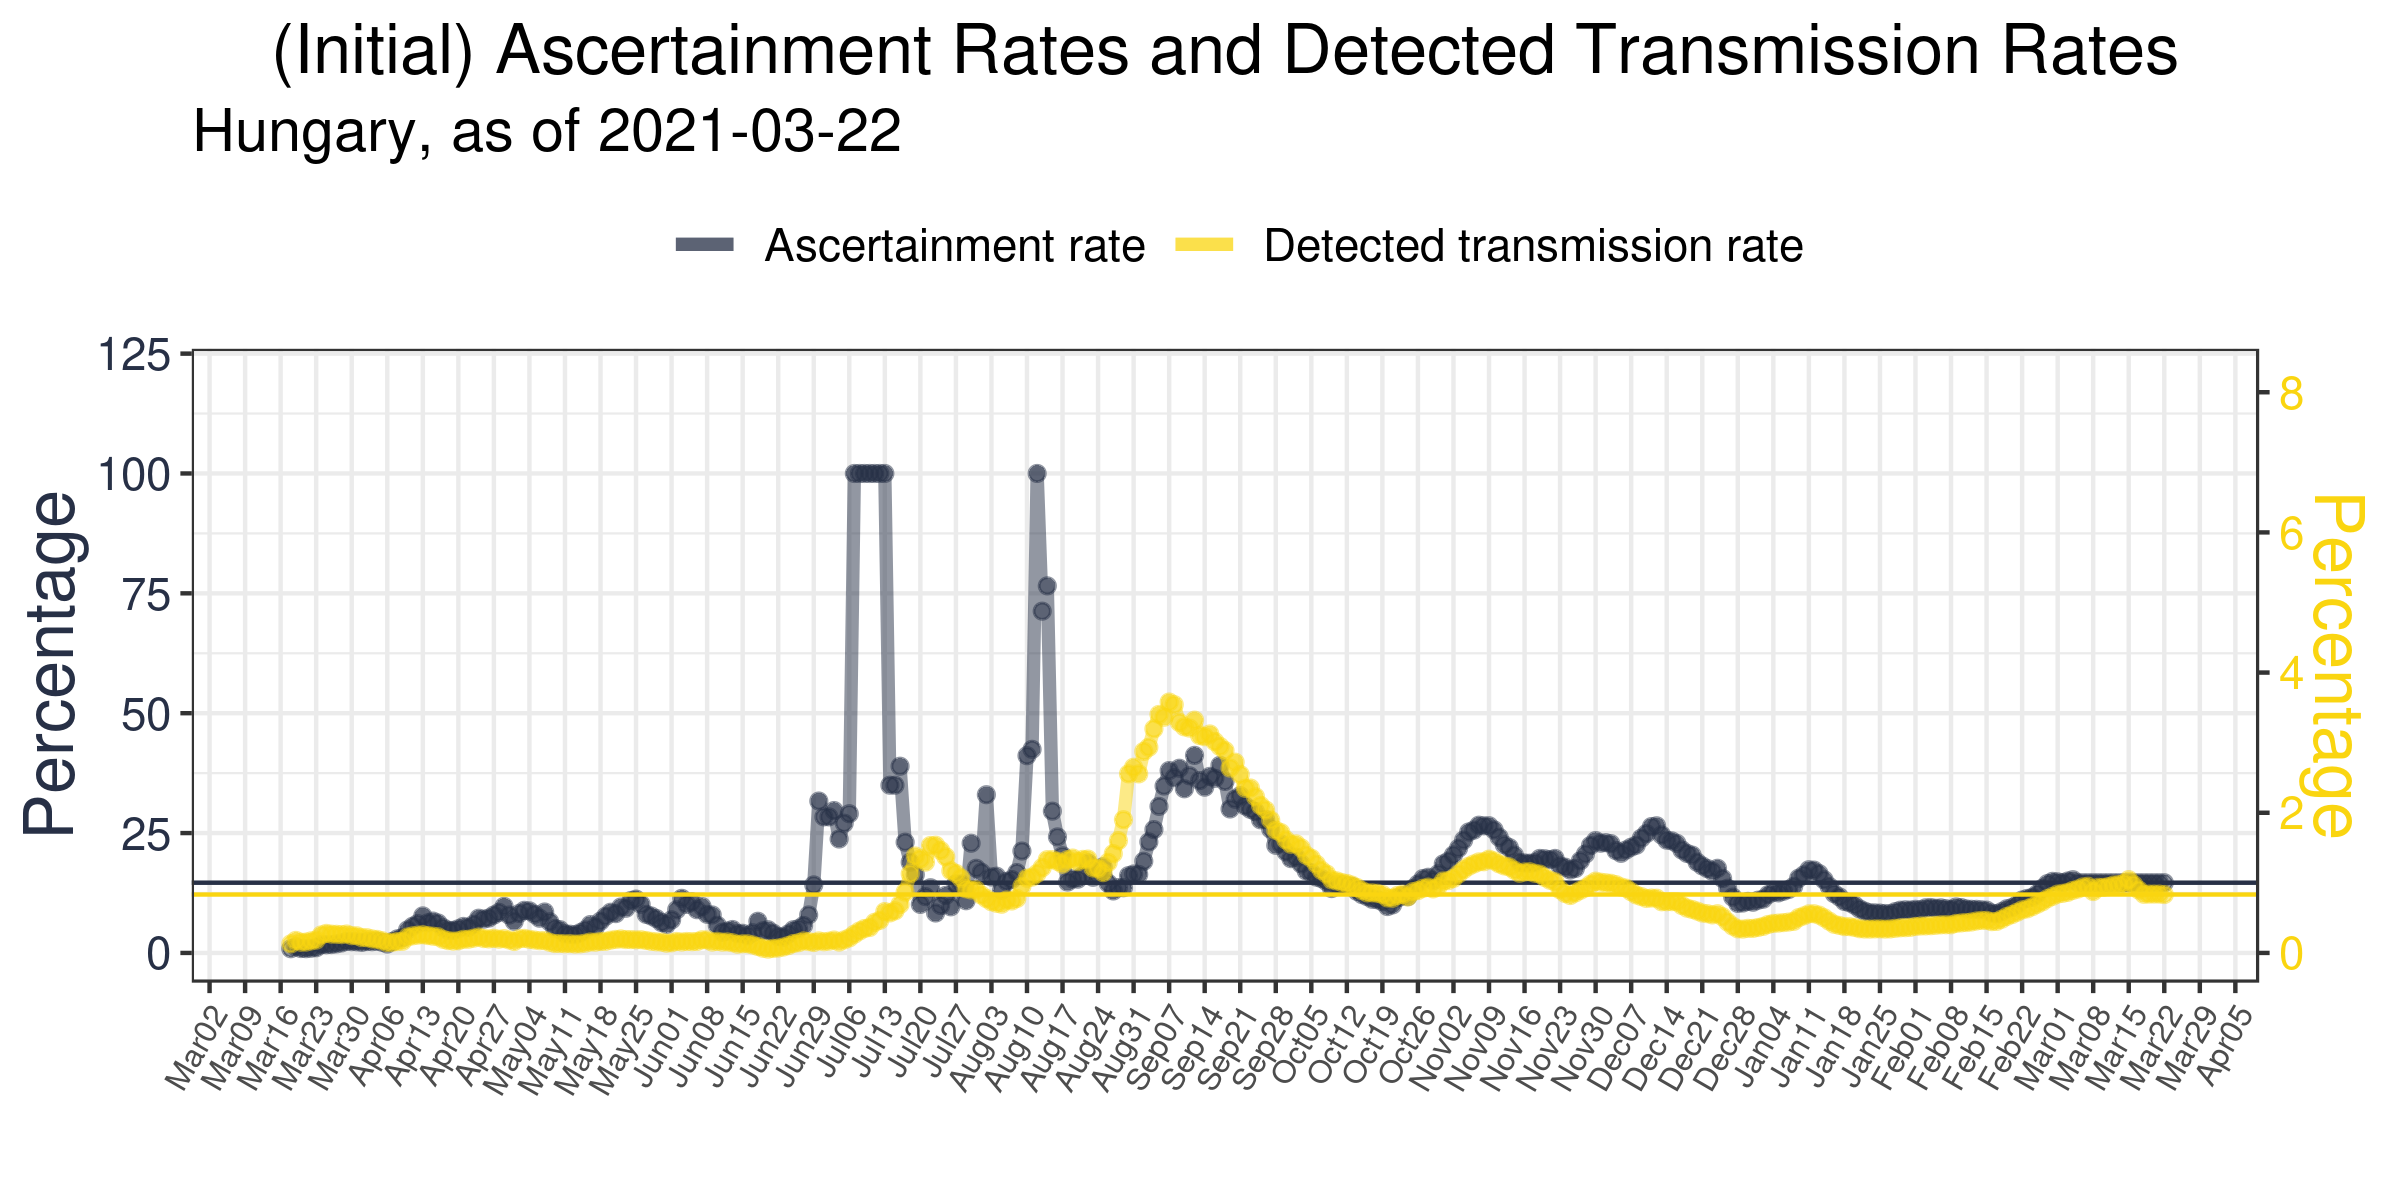 (Initial) Ascertainment Rates and Detected Transmission Rates
Hungary, as of 2021-03-22
Ascertainment rate
Detected transmission rate
Percentage
125
100
75
50
25
0
8
6
4
2
0
Percentage
Mar02
Mar09
Mar16
Mar23
Mar30
Apr06
Apr13
Apr20
Apr27
May04
May11
May18
May25
Jun01
Jun08
Jun15
Jun22
Jun29
Jul06
Jul13
Jul20
Jul27
Aug03
Aug10
Aug17
Aug24
Aug31
Sep07
Sep14
Sep21
Sep28
Oct05
Oct12
Oct19
Oct26
Nov02
Nov09
Nov16
Nov23
Nov30
Dec07
Dec14
Dec21
Dec28
Jan04
Jan11
Jan18
Jan25
Feb01
Feb08
Feb15
Feb22
Mar01
Mar08
Mar15
Mar22
Mar29
Apr05